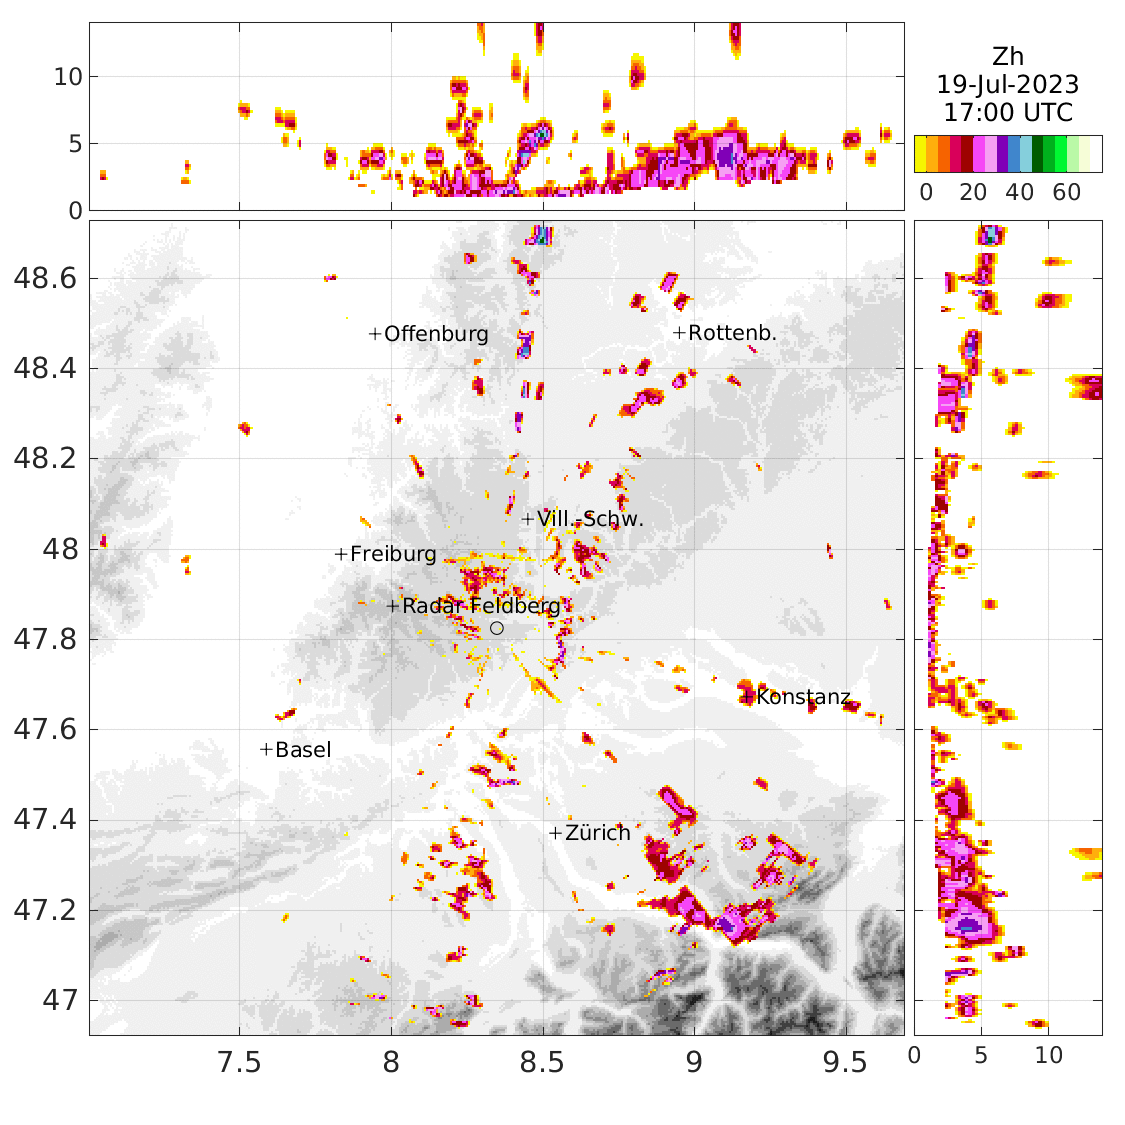 10
5
0
Zh
19-Jul-2023
17:00 UTC
0 20 40 60
48.6
48.4
48.2
48
47.8
47.6
47.4
47.2
47
+Offenburg
+Rottenb.
+Vill.-Schw.
+Freiburg
+Radar Feldberg
+Konstanz
+Basel
+Zürich
7.5 8 8.5 9 9.5
0 5 10